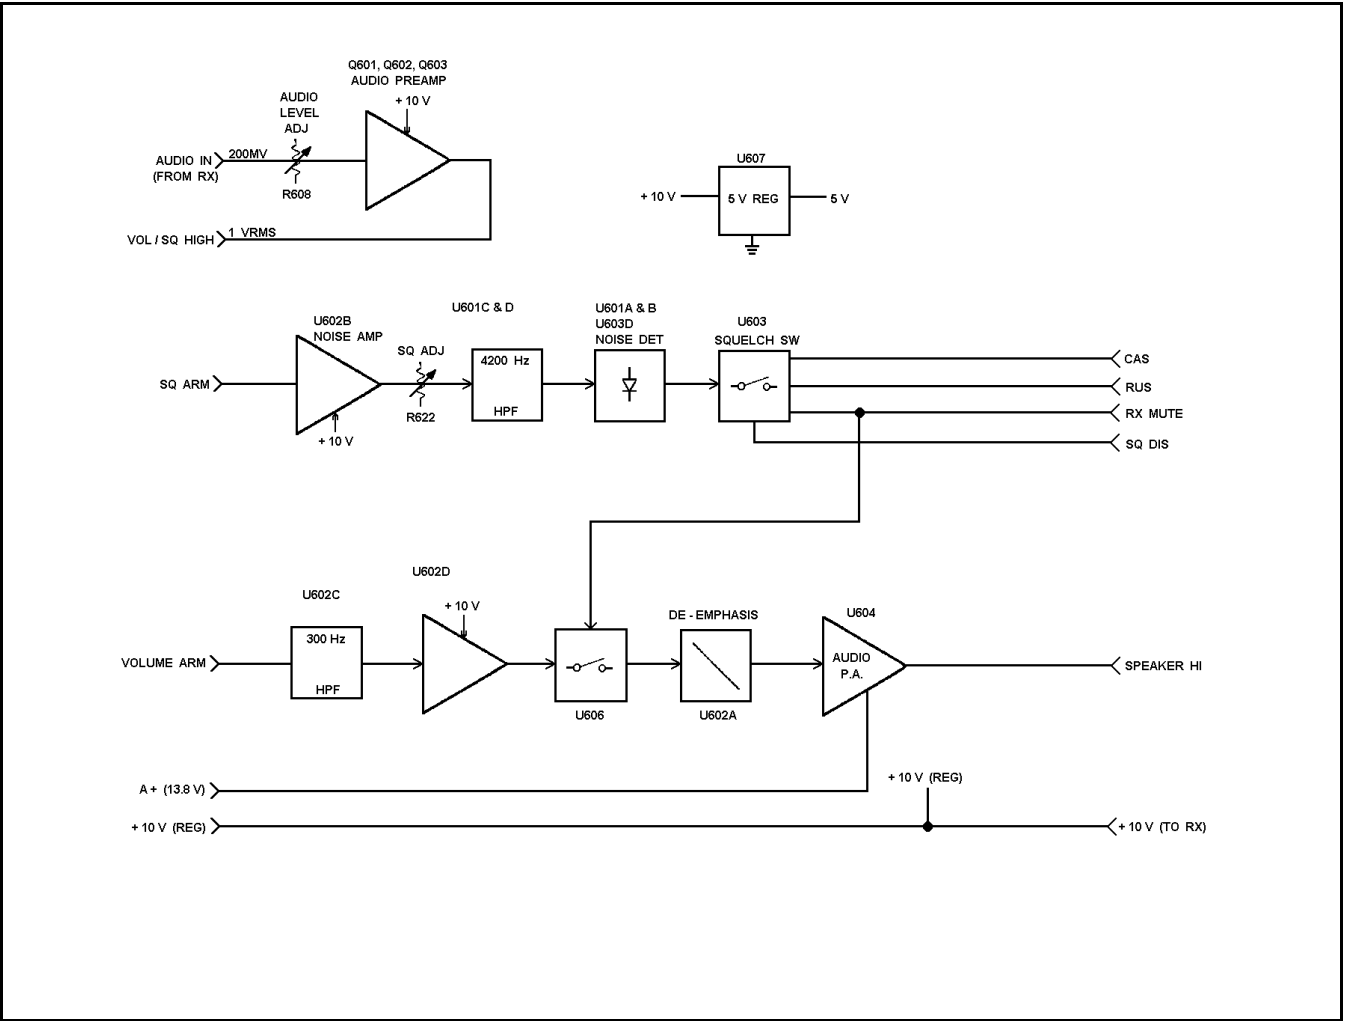 Q601, Q602, Q603
AUDIO PREAMP
+ 10 V
AUDIO
LEVEL
ADJ
AUDIO IN
(FROM RX)
200MV
R608
VOL / SQ HIGH
1 VRMS
U607
+ 10 V
5 V REG
5 V
U601C & D
U602B
NOISE AMP
SQ ADJ
4200 Hz
HPF
U601A & B
U603D
NOISE DET
U603
SQUELCH SW
SQ ARM
R622
+ 10 V
CAS
RUS
RX MUTE
SQ DIS
U602C
300 Hz
HPF
U602D
+ 10 V
VOLUME ARM
U606
DE - EMPHASIS
U602A
U604
AUDIO
P.A.
SPEAKER HI
A + (13.8 V)
+ 10 V (REG)
+ 10 V (REG)
+ 10 V (TO RX)